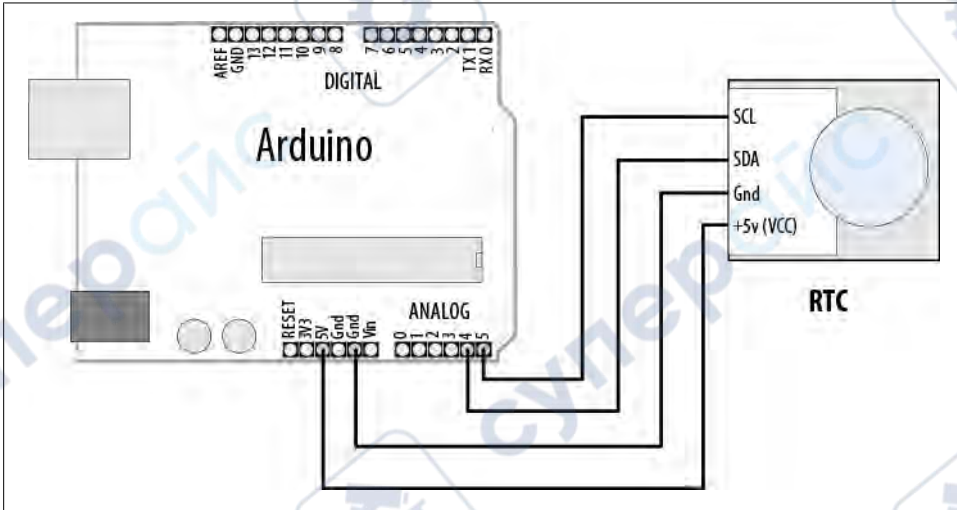 AREF
GND
13
12
11
10
9
8
7
6
5
4
3
2
TX 1
RX 0
DIGITAL
Arduino
SCL
SDA
Gnd
+5v (VCC)
RTC
ANALOG
RESET
3V3
5V
Gnd
Gnd
Vin
0
1
2
3
4
5
суперайс
суперайс